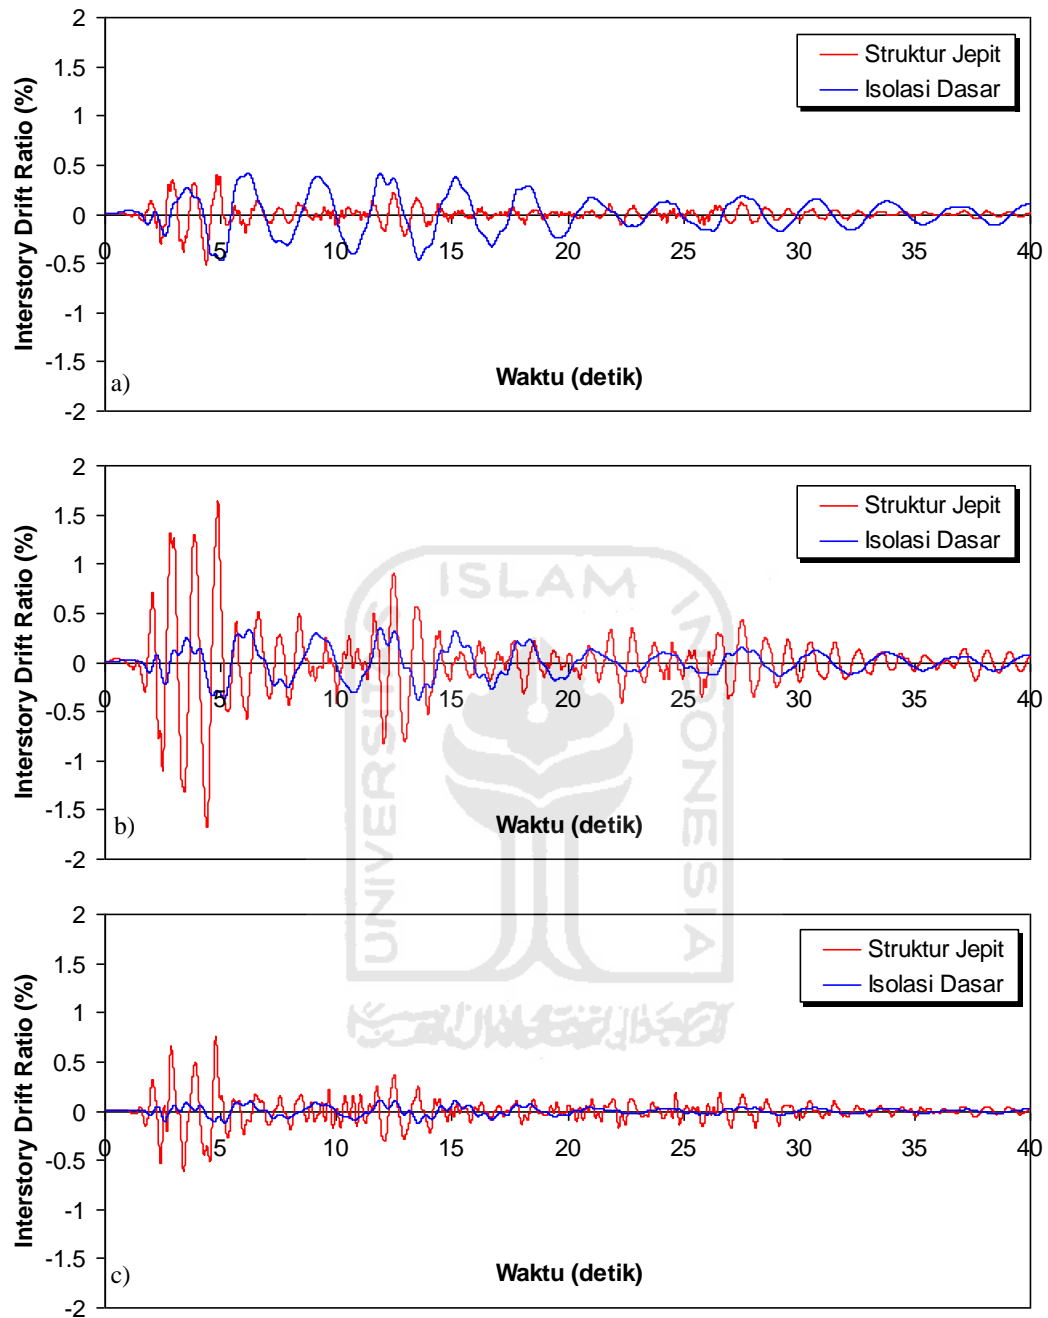 2
1.5
1
0.5
0
-0.5
-1
-1.5
-2
Interstory Drift Ratio (%)
Struktur Jepit
Isolasi Dasar
0 5 10 15 20 25 30 35 40
Waktu (detik)
a)
2
1.5
1
0.5
0
-0.5
-1
-1.5
-2
Interstory Drift Ratio (%)
Struktur Jepit
Isolasi Dasar
0 5 10 15 20 25 30 35 40
Waktu (detik)
b)
UNIVERSITAS
ISLAM
INDONESIA
2
1.5
1
0.5
0
-0.5
-1
-1.5
-2
Interstory Drift Ratio (%)
Struktur Jepit
Isolasi Dasar
0 5 10 15 20 25 30 35 40
Waktu (detik)
c)